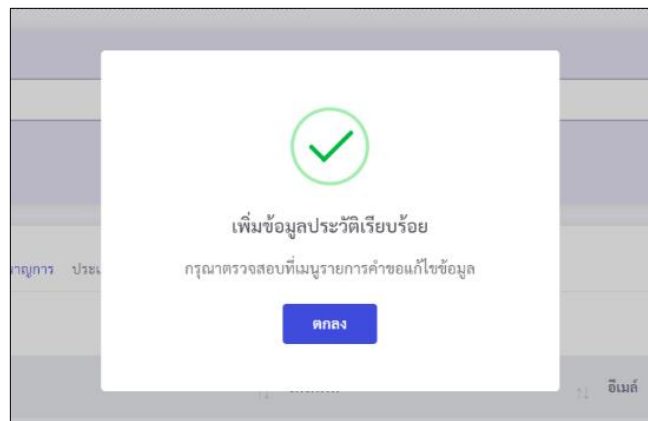 เพิ่มข้อมูลประวัติเรียบร้อย
กรุณาตรวจสอบที่เมนูรายการคำขอแก้ไขข้อมูล
ตกลง
อีเมล์